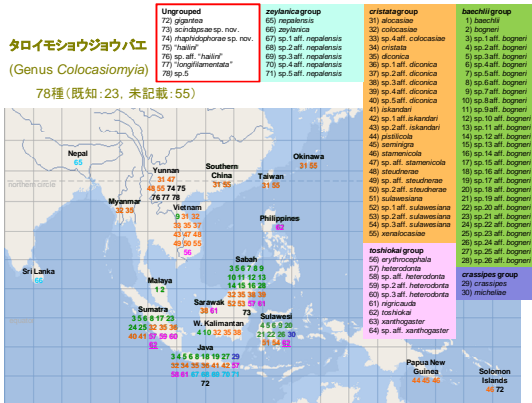 タロイモショウジョウバエ
(Genus Colocasiomyia)
78種(既知:23, 未記載:55)
Ungrouped
72) gigantea
73) scindapsae sp. nov.
74) rhaphidophorae sp. nov.
75) "hailini"
76) sp. aff. "hailini"
77) "longifilamentata"
78) sp.5
zeylanica group
65) nepalensis
66) zeylanica
67) sp.1 aff. nepalensis
68) sp.2 aff. nepalensis
69) sp.3 aff. nepalensis
70) sp.4 aff. nepalensis
71) sp.5 aff. nepalensis
cristata group
31) alocasiae
32) colocasiae
33) sp.4 aff. colocasiae
34) cristata
35) diconica
36) sp.1 aff. diconica
37) sp.2 aff. diconica
38) sp.3 aff. diconica
39) sp.4 aff. diconica
40) sp.5 aff. diconica
41) iskandari
42) sp.1 aff. iskandari
43) sp.2 aff. iskandari
44) pistilicola
45) seminigra
46) stamenicola
47) sp. aff. stamenicola
48) steudnerae
49) sp. aff. steudnerae
50) sp.2 aff. steudnerae
51) sulawesiana
52) sp.1 aff. sulawesiana
53) sp.2 aff. sulawesiana
54) sp.3 aff. sulawesiana
55) xenalocasiae
toshiokai group
56) erythrocephala
57) heterodonta
58) sp. aff. heterodonta
59) sp.2 aff. heterodonta
60) sp.3 aff. heterodonta
61) nigricauda
62) toshiokai
63) xanthogaster
64) sp. aff. xanthogaster
baechlii group
1) baechlii
2) bogneri
3) sp.1 aff. bogneri
4) sp.2 aff. bogneri
5) sp.3 aff. bogneri
6) sp.4 aff. bogneri
7) sp.5 aff. bogneri
8) sp.6 aff. bogneri
9) sp.7 aff. bogneri
10) sp.8 aff. bogneri
11) sp.9 aff. bogneri
12) sp.10 aff. bogneri
13) sp.11 aff. bogneri
14) sp.12 aff. bogneri
15) sp.13 aff. bogneri
16) sp.14 aff. bogneri
17) sp.15 aff. bogneri
18) sp.16 aff. bogneri
19) sp.17 aff. bogneri
20) sp.18 aff. bogneri
21) sp.19 aff. bogneri
22) sp.20 aff. bogneri
23) sp.21 aff. bogneri
24) sp.22 aff. bogneri
25) sp.23 aff. bogneri
26) sp.24 aff. bogneri
27) sp.25 aff. bogneri
28) sp.26 aff. bogneri
crassipes group
29) crassipes
30) micheliae
Nepal
65
northern circle
Yunnan
31 47
48 55 74 75
76 77 78
Southern
China
31 55
Okinawa
31 55
Taiwan
31 55
Myanmar
32 35
Vietnam
9 31 32
33 35 37
43 47 48
49 50 55
56
Philippines
62
Sri Lanka
66
Malaya
1 2
Sabah
3 5 6 7 8 9
10 11 12 13
14 15 16 28
32 35 38 39
52 53 57 61
73
Sarawak
38 61
Sumatra
3 5 6 8 17 23
24 25 32 35 36
40 41 57 59 60
62
W. Kalimantan
4 10 32 35 38
Sulawesi
4 5 6 9 20
21 22 26 30
31 54 62
Java
3 4 5 6 8 18 19 27 29
32 34 35 36 41 42 57
58 61 67 68 69 70 71
72
Papua New
Guinea
44 45 46
Solomon
Islands
46 72